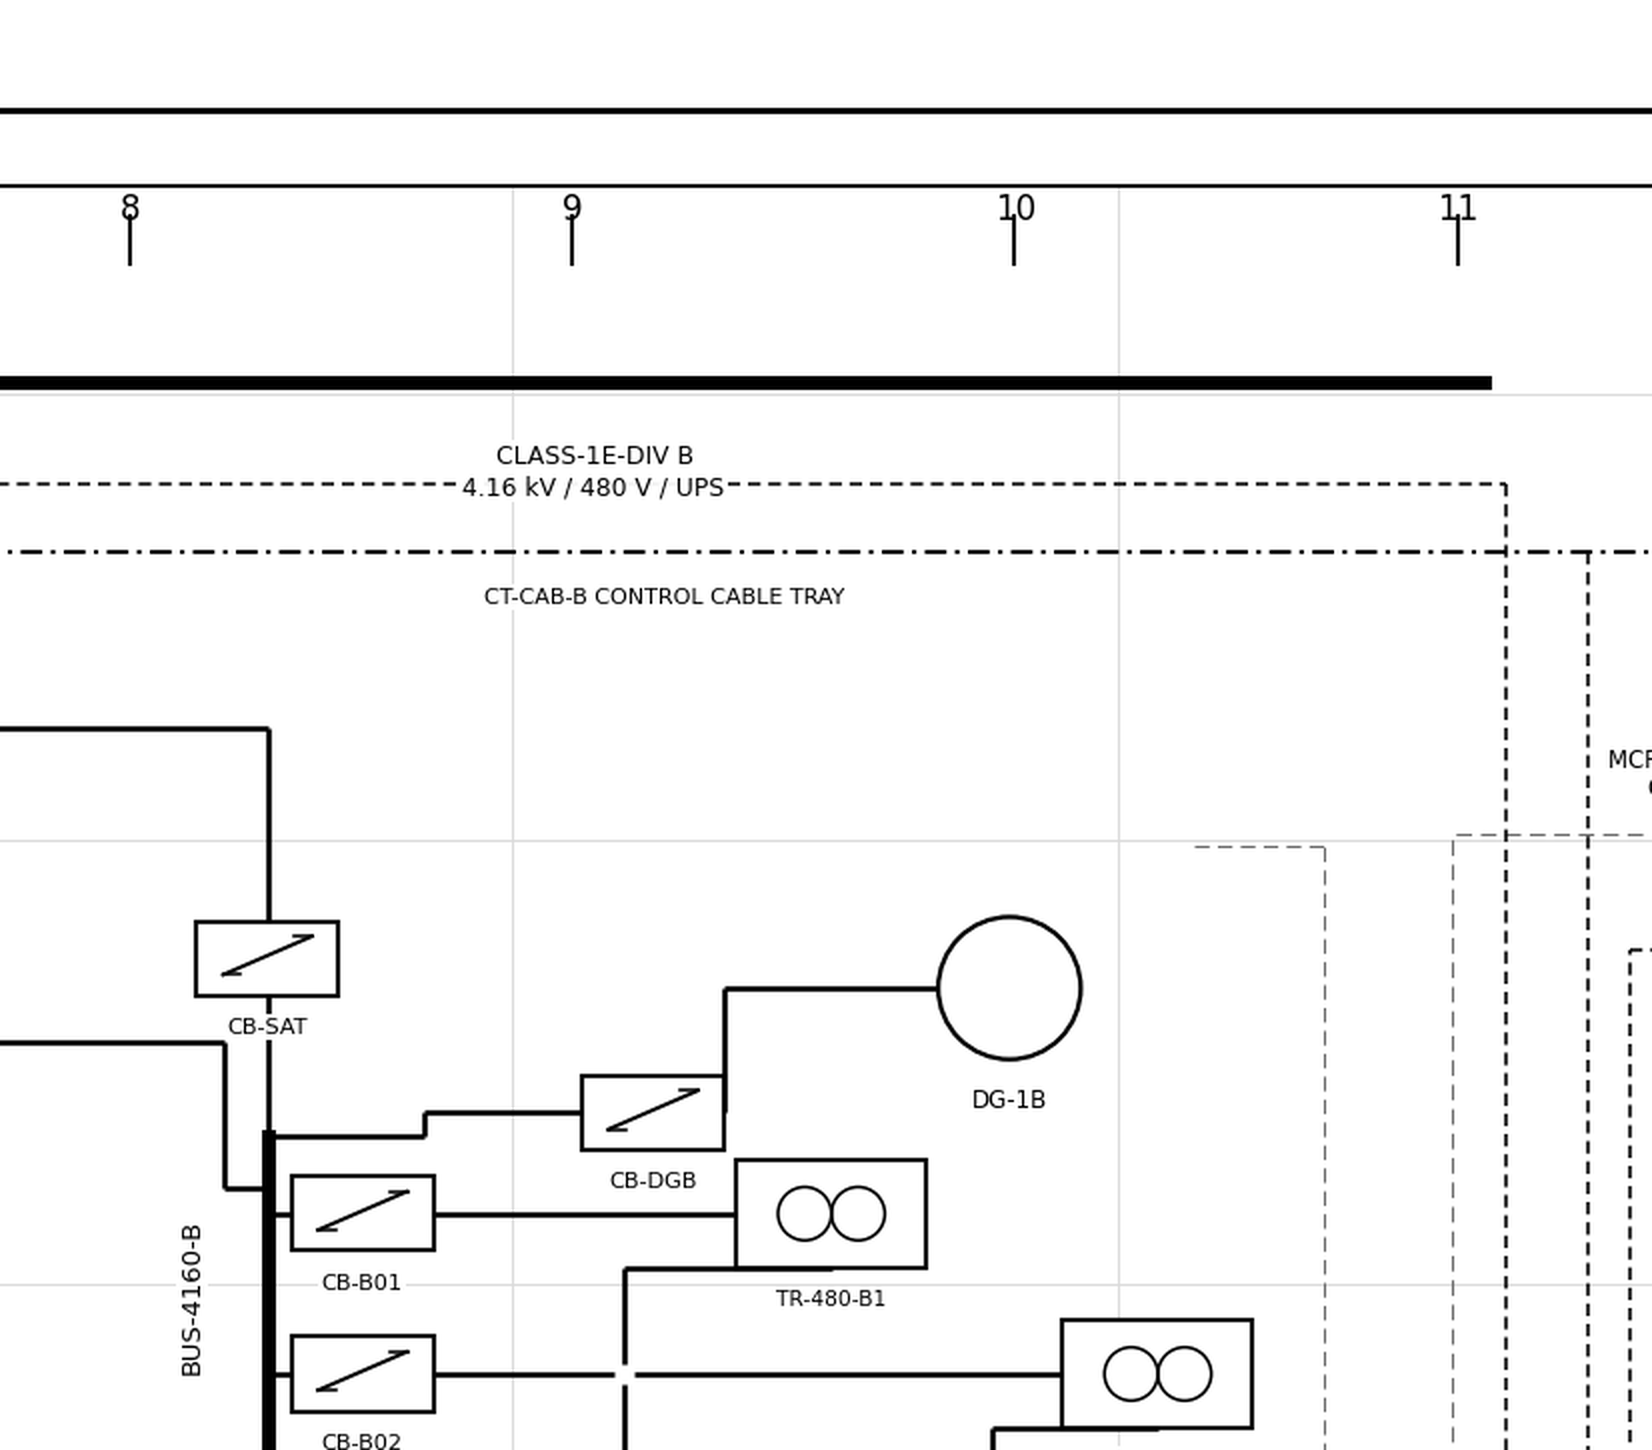 8
9
10
11
CLASS-1E-DIV B
4.16 kV / 480 V / UPS
CT-CAB-B CONTROL CABLE TRAY
CB-SAT
DG-1B
CB-DGB
BUS-4160-B
CB-B01
TR-480-B1
CB-B02